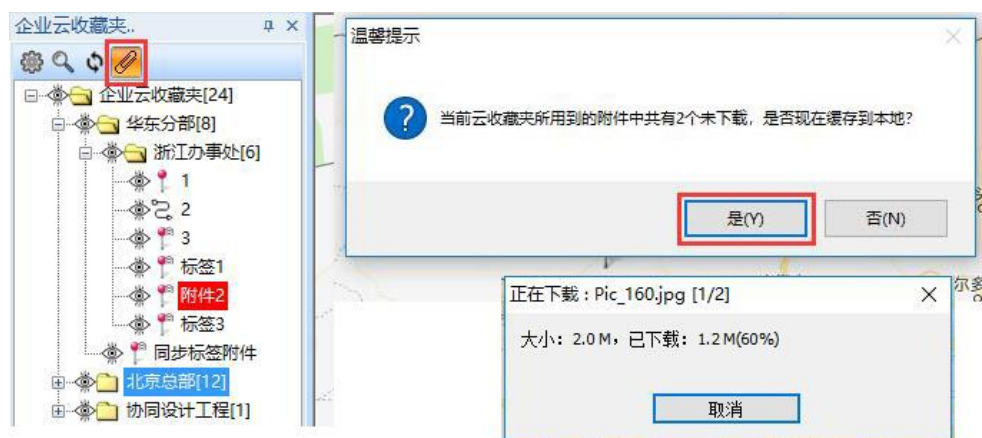 企业云收藏夹..
企业云收藏夹[24]
华东分部[8]
浙江办事处[6]
1
2
3
标签1
附件2
标签3
同步标签附件
北京总部[12]
协同设计工程[1]
温馨提示
当前云收藏夹所用到的附件中共有2个未下载，是否现在缓存到本地?
是(Y)
否(N)
正在下载：Pic_160.jpg [1/2]
大小：2.0 M，已下载：1.2 M(60%)
取消
尔多